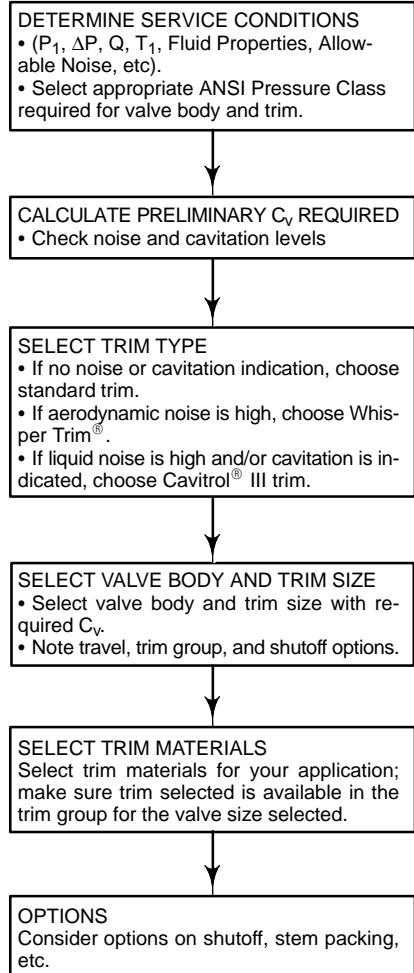 DETERMINE SERVICE CONDITIONS
• (P₁, ΔP, Q, T₁, Fluid Properties, Allow-
able Noise, etc).
• Select appropriate ANSI Pressure Class
required for valve body and trim.
CALCULATE PRELIMINARY Cᵥ REQUIRED
• Check noise and cavitation levels
SELECT TRIM TYPE
• If no noise or cavitation indication, choose
standard trim.
• If aerodynamic noise is high, choose Whis-
per Trim®.
• If liquid noise is high and/or cavitation is in-
dicated, choose Cavitrol® III trim.
SELECT VALVE BODY AND TRIM SIZE
• Select valve body and trim size with re-
quired Cᵥ.
• Note travel, trim group, and shutoff options.
SELECT TRIM MATERIALS
Select trim materials for your application;
make sure trim selected is available in the
trim group for the valve size selected.
OPTIONS
Consider options on shutoff, stem packing,
etc.